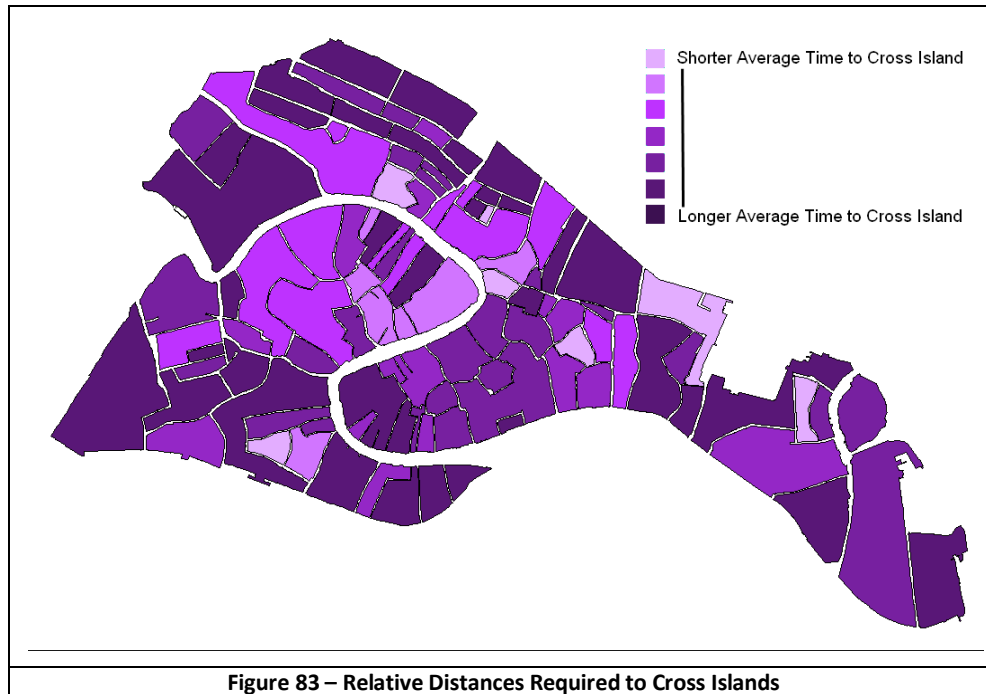 Shorter Average Time to Cross Island
Longer Average Time to Cross Island
Figure 83 – Relative Distances Required to Cross Islands